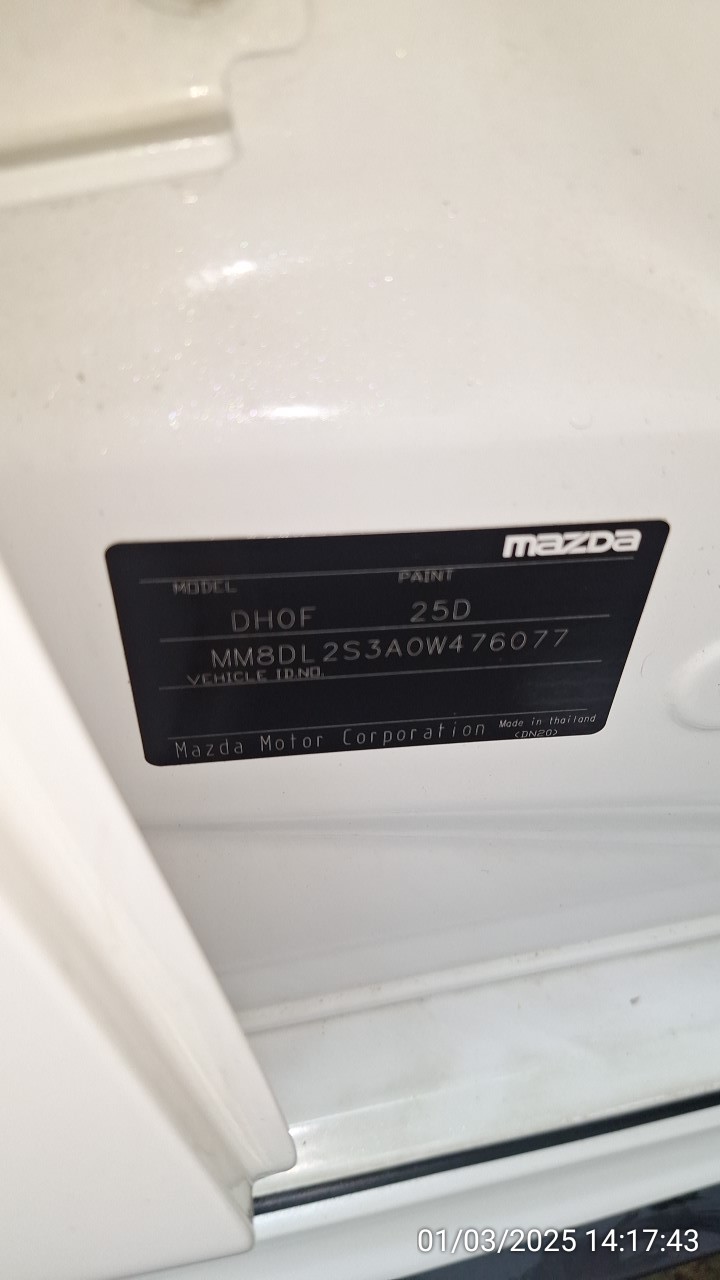 mazda
MODEL PAINT
DH0F 25D
MM8DL2S3A0W476077
VEHICLE ID.NO.
Mazda Motor Corporation Made in thailand
<DN20>
01/03/2025 14:17:43